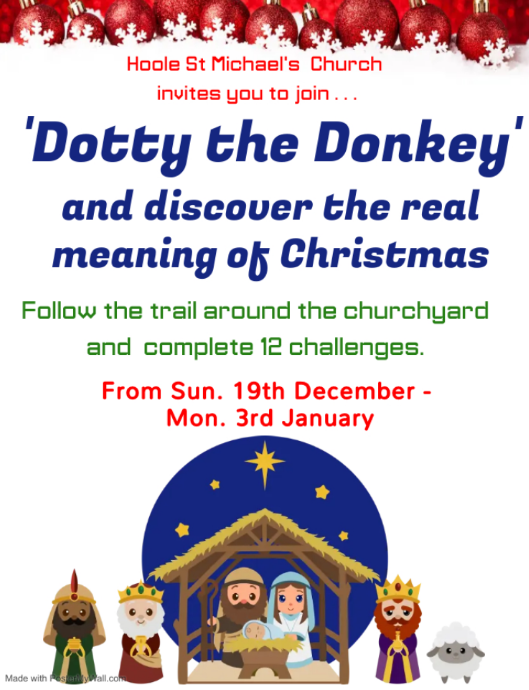 Hoole St Michael's Church
invites you to join . . .
'Dotty the Donkey'
and discover the real
meaning of Christmas
Follow the trail around the churchyard
and complete 12 challenges.
From Sun. 19th December -
Mon. 3rd January
Made with PosterMyWall.com